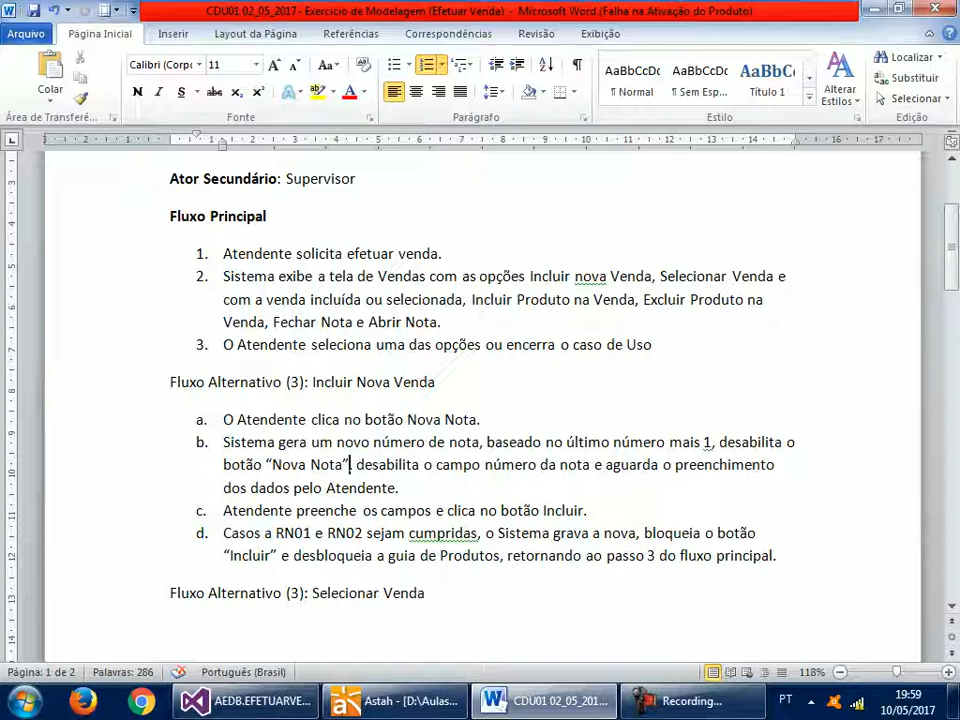 CDU01 02_05_2017- Exercicio de Modelagem (Efetuar Venda) - Microsoft Word (Falha na Ativação do Produto)
Arquivo Página Inicial Inserir Layout da Página Referências Correspondências Revisão Exibição
Colar
Calibri (Corpc 11
AaBbCcDc AaBbCcDc AaBbC(
¶ Normal ¶ Sem Esp... Título 1
Alterar Estilos
Localizar
Substituir
Selecionar
Área de Transfe... Fonte Parágrafo Estilo Edição
Ator Secundário: Supervisor
Fluxo Principal
1. Atendente solicita efetuar venda.
2. Sistema exibe a tela de Vendas com as opções Incluir nova Venda, Selecionar Venda e
com a venda incluída ou selecionada, Incluir Produto na Venda, Excluir Produto na
Venda, Fechar Nota e Abrir Nota.
3. O Atendente seleciona uma das opções ou encerra o caso de Uso
Fluxo Alternativo (3): Incluir Nova Venda
a. O Atendente clica no botão Nova Nota.
b. Sistema gera um novo número de nota, baseado no último número mais 1, desabilita o
botão “Nova Nota”, desabilita o campo número da nota e aguarda o preenchimento
dos dados pelo Atendente.
c. Atendente preenche os campos e clica no botão Incluir.
d. Casos a RN01 e RN02 sejam cumpridas, o Sistema grava a nova, bloqueia o botão
“Incluir” e desbloqueia a guia de Produtos, retornando ao passo 3 do fluxo principal.
Fluxo Alternativo (3): Selecionar Venda
Página: 1 de 2 Palavras: 286 Português (Brasil) 118%
AEDB.EFETUARVE... Astah - [D:\Aulas... CDU01 02_05_201... Recording... PT 19:59
10/05/2017